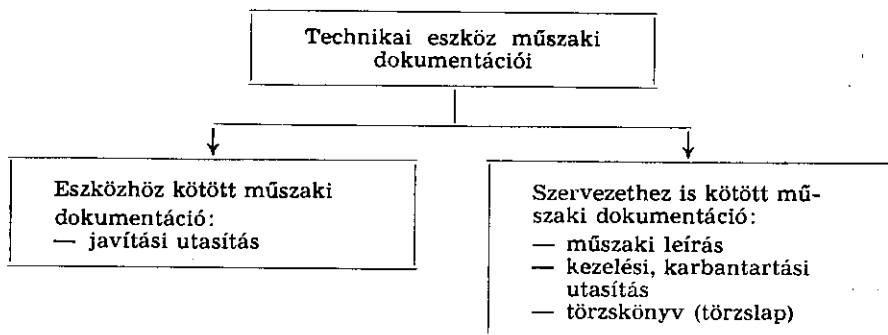 Technikai eszköz műszaki
dokumentációi
Eszközhöz kötött műszaki
dokumentáció:
— javítási utasítás
Szervezethez is kötött mű-
szaki dokumentáció:
— műszaki leírás
— kezelési, karbantartási
utasítás
— törzskönyv (törzslap)